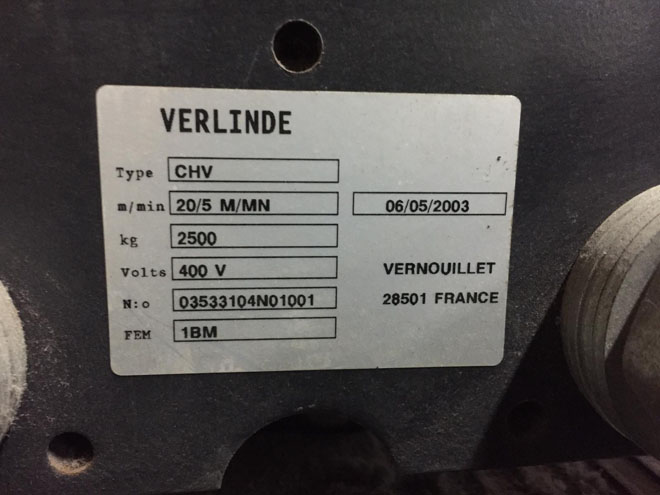 VERLINDE
Type CHV
m/min 20/5 M/MN 06/05/2003
kg 2500
Volts 400 V VERNOUILLET
N:o 03533104N01001 28501 FRANCE
FEM 1BM